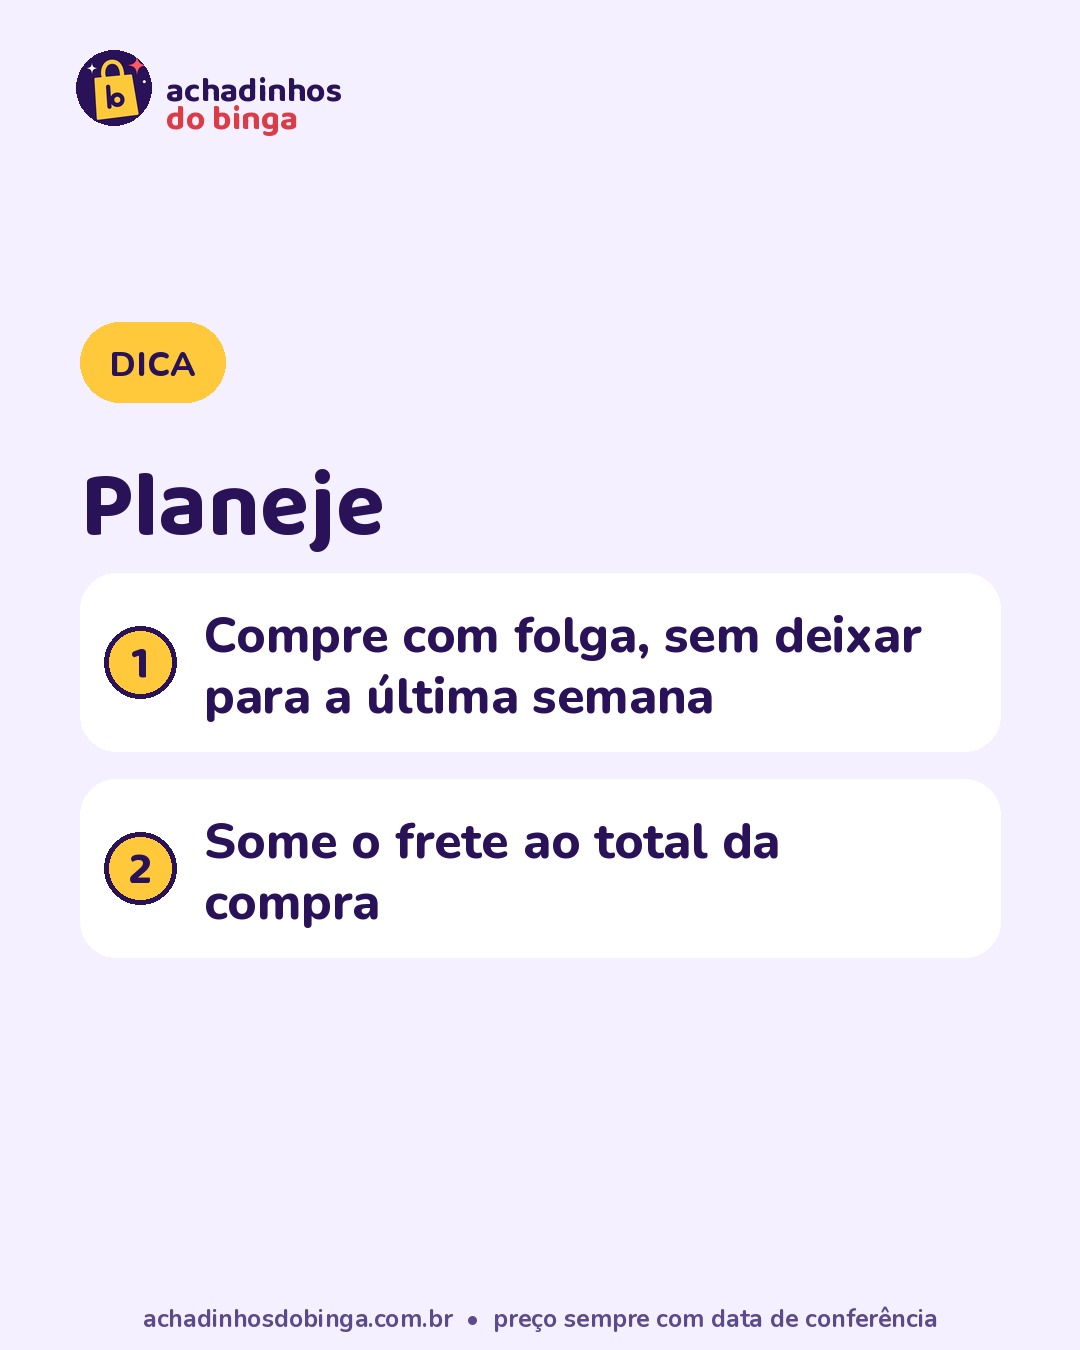 b
achadinhos
do binga
DICA
Planeje
1
Compre com folga, sem deixar
para a última semana
2
Some o frete ao total da
compra
achadinhosdobinga.com.br • preço sempre com data de conferência